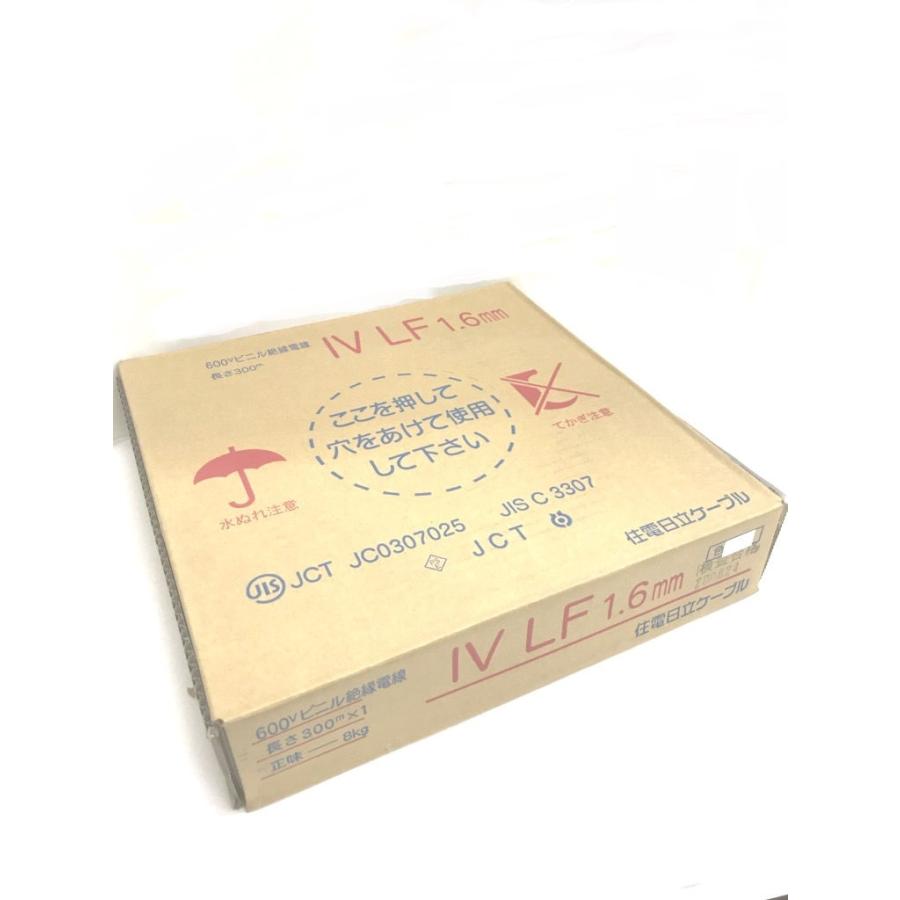 600Vビニル絶縁電線
IV LF 1.6mm
長さ300m
ここを押して
穴をあけて使用
して下さい
水ぬれ注意
てかぎ注意
JIS JCT JC0307025 JIS C 3307
JCT
住電日立ケーブル
検査合格
IV LF 1.6mm
住電日立ケーブル
600Vビニル絶縁電線
長さ300m×1
正味 — 8kg